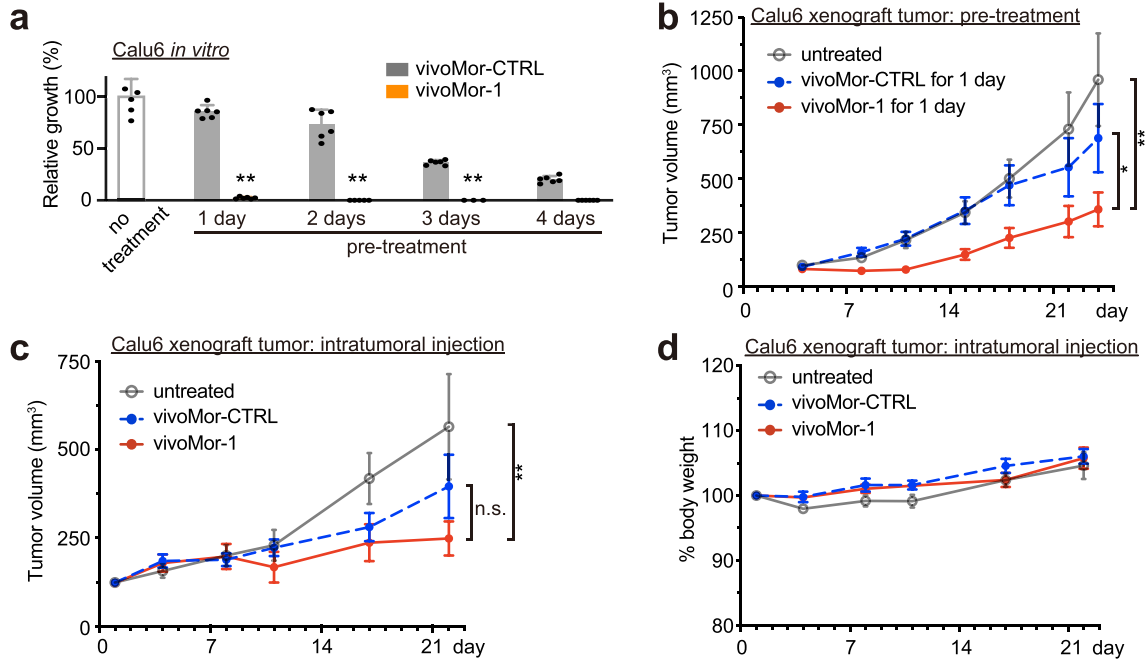 a
Calu6 in vitro
Relative growth (%)
100
50
0
vivoMor-CTRL
vivoMor-1
**
**
**
no treatment
1 day
2 days
3 days
4 days
pre-treatment
b
Calu6 xenograft tumor: pre-treatment
Tumor volume (mm³)
1250
1000
750
500
250
0
untreated
vivoMor-CTRL for 1 day
vivoMor-1 for 1 day
*
**
0
7
14
21
day
c
Calu6 xenograft tumor: intratumoral injection
Tumor volume (mm³)
750
500
250
0
untreated
vivoMor-CTRL
vivoMor-1
n.s.
**
0
7
14
21
day
d
Calu6 xenograft tumor: intratumoral injection
% body weight
120
110
100
90
80
untreated
vivoMor-CTRL
vivoMor-1
0
7
14
21
day